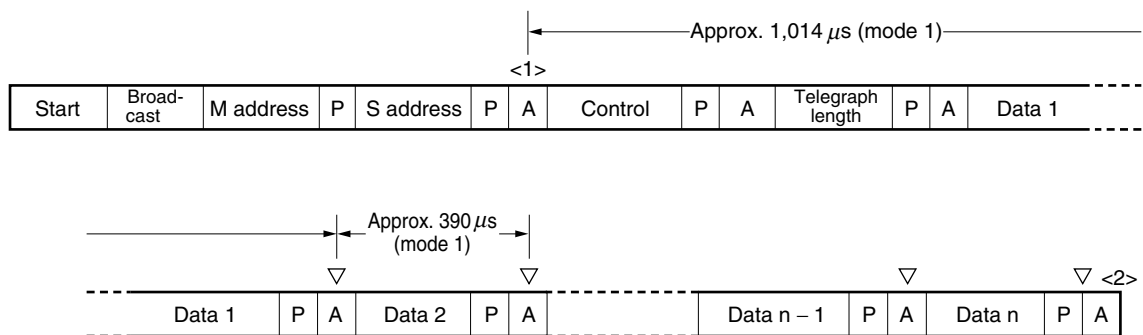 Approx. 1,014 μs (mode 1)
<1>
Start Broad-cast M address P S address P A Control P A Telegraph length P A Data 1
Approx. 390 μs
(mode 1)
<2>
Data 1 P A Data 2 P A Data n – 1 P A Data n P A